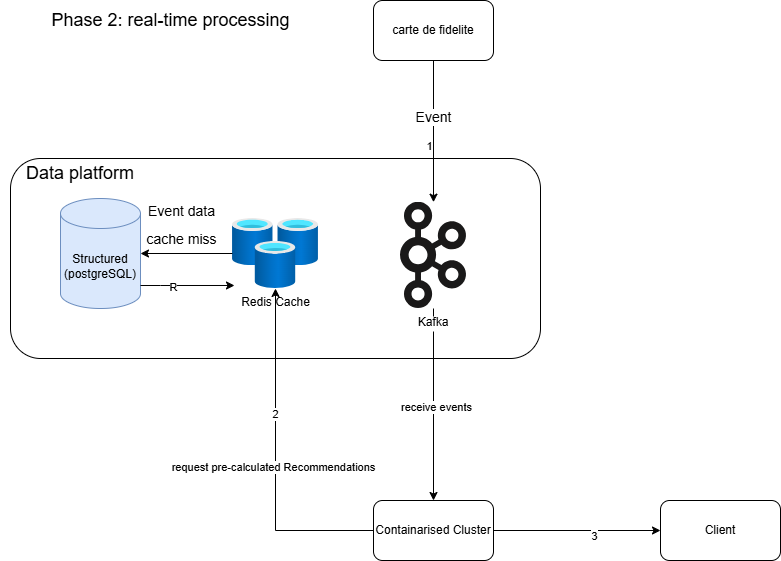 Phase 2: real-time processing
carte de fidelite
Event
1
Data platform
Event data
cache miss
Structured
(postgreSQL)
R
Redis Cache
Kafka
receive events
2
request pre-calculated Recommendations
Containarised Cluster
3
Client